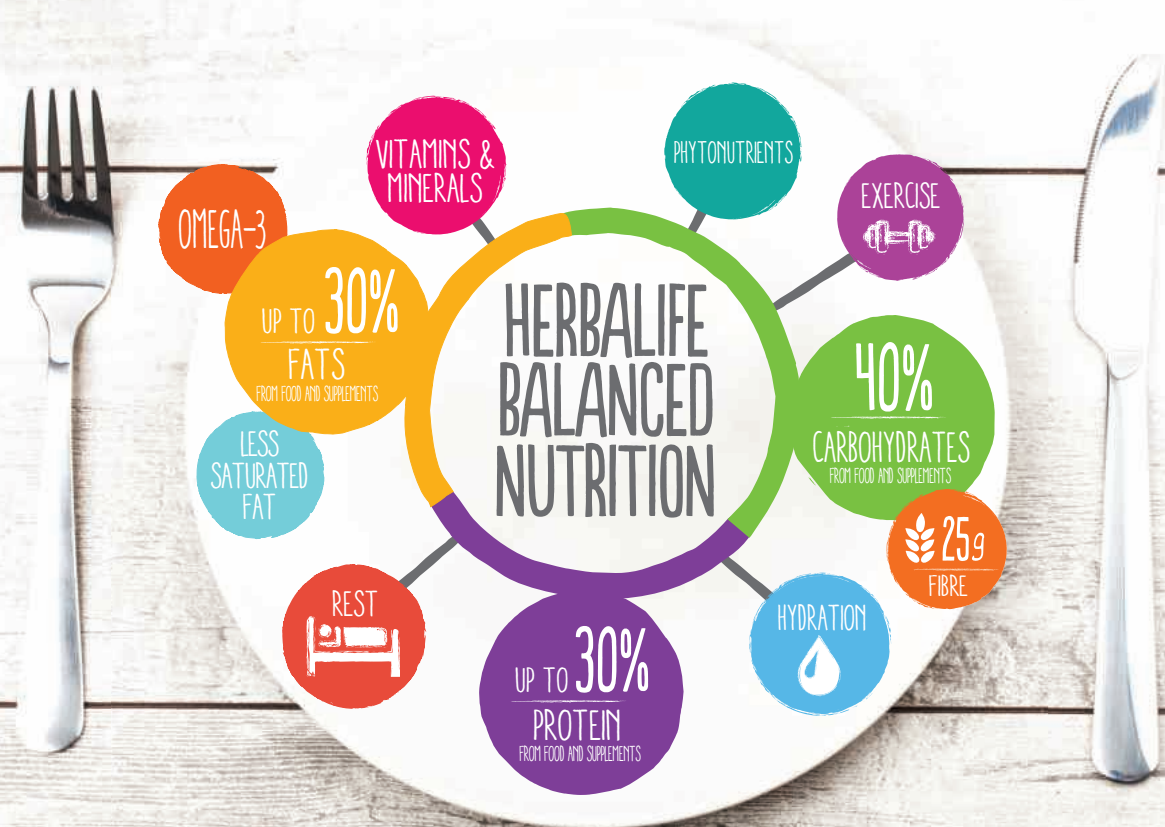 VITAMINS &
MINERALS
PHYTONUTRIENTS
EXERCISE
OMEGA-3
UP TO 30%
FATS
FROM FOOD AND SUPPLEMENTS
HERBALIFE
BALANCED
NUTRITION
40%
CARBOHYDRATES
FROM FOOD AND SUPPLEMENTS
LESS
SATURATED
FAT
25g
FIBRE
REST
HYDRATION
UP TO 30%
PROTEIN
FROM FOOD AND SUPPLEMENTS